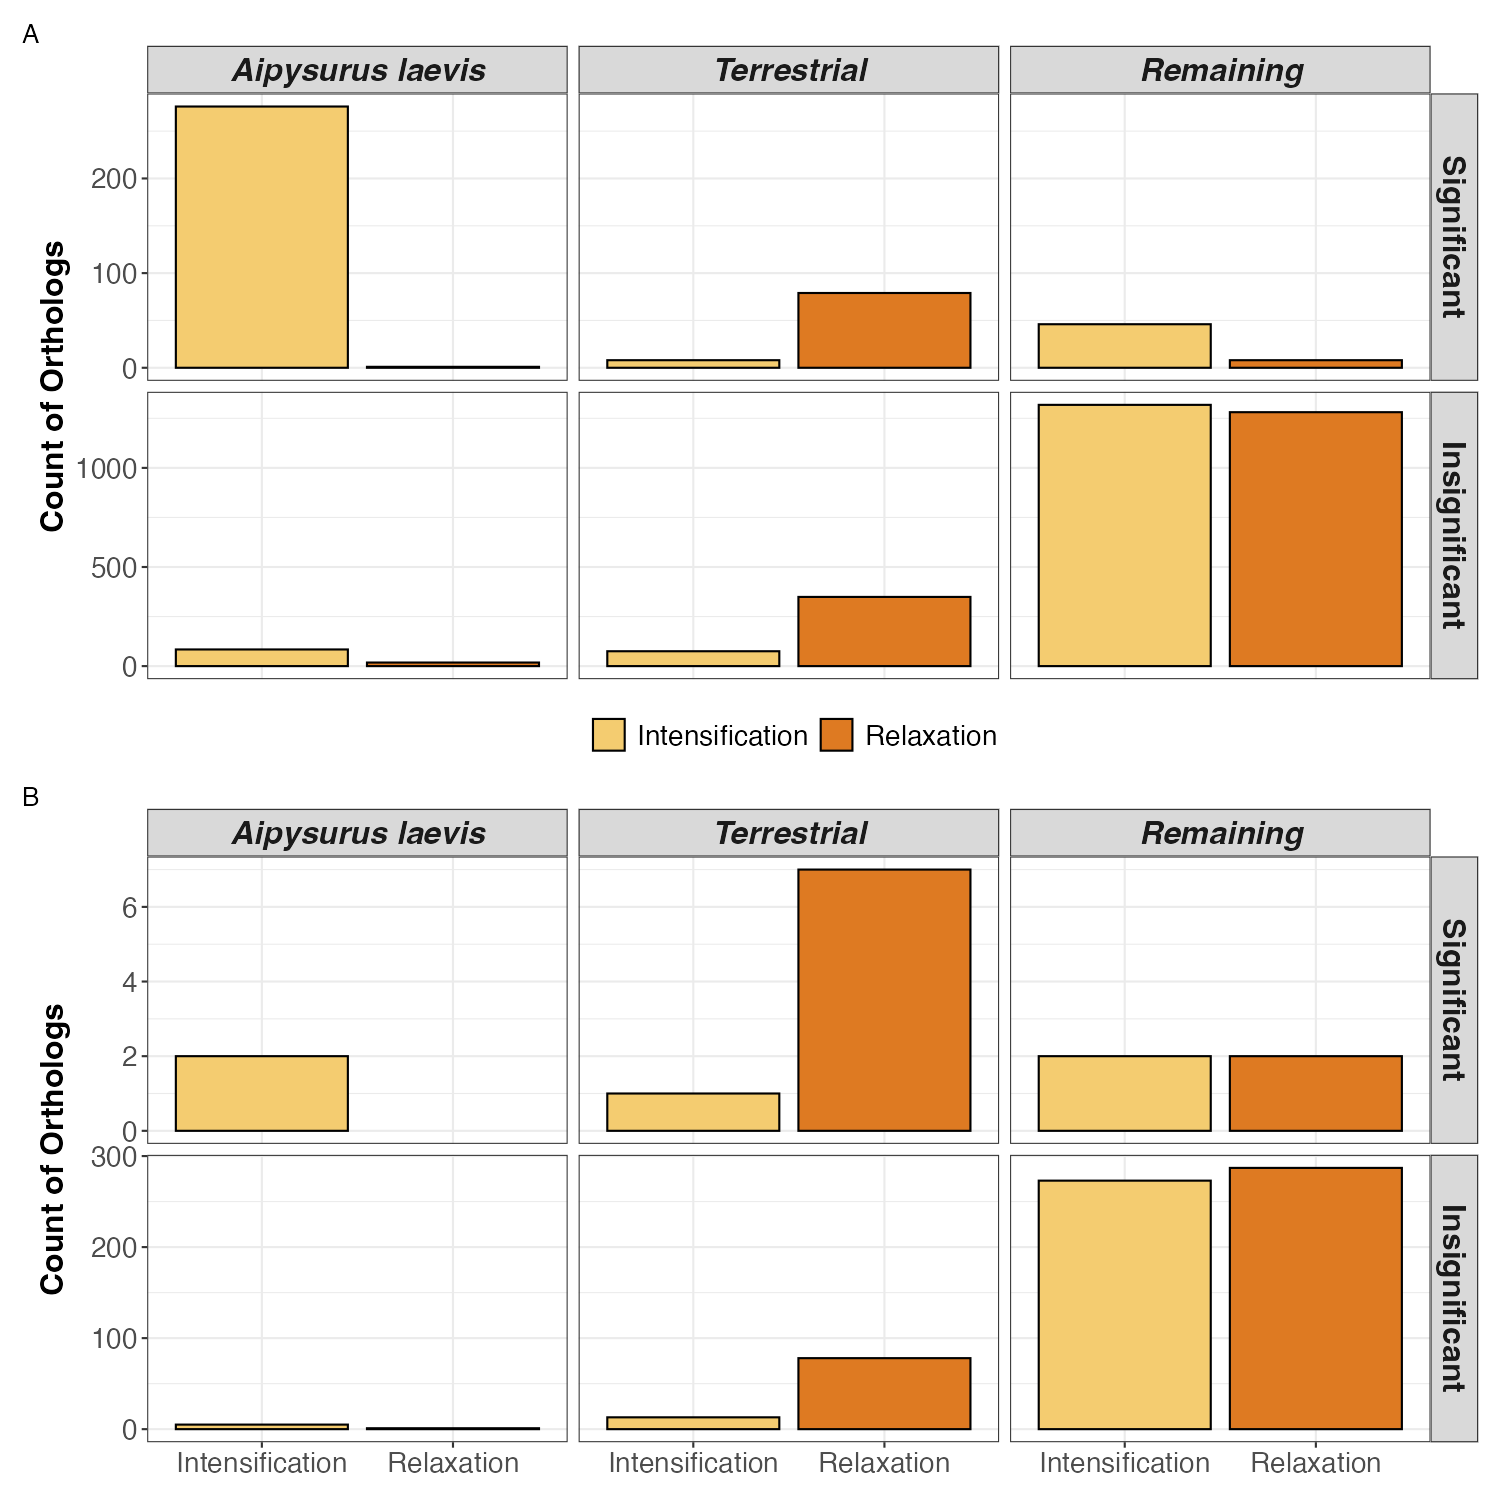 A
Aipysurus laevis
Terrestrial
Remaining
Count of Orthologs
200
100
0
Significant
1000
500
0
Insignificant
Intensification
Relaxation
B
Aipysurus laevis
Terrestrial
Remaining
Count of Orthologs
6
4
2
0
Significant
300
200
100
0
Insignificant
Intensification
Relaxation
Intensification
Relaxation
Intensification
Relaxation